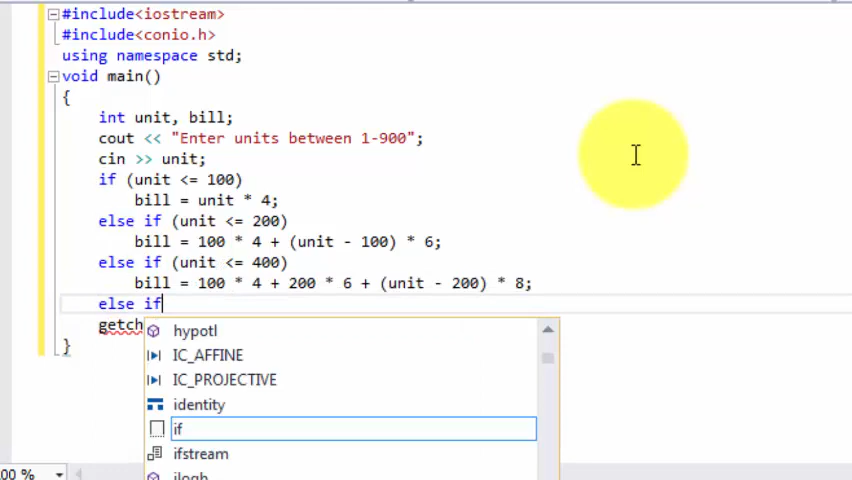 #include<iostream>
#include<conio.h>
using namespace std;
void main()
{
int unit, bill;
cout << "Enter units between 1-900";
cin >> unit;
if (unit <= 100)
bill = unit * 4;
else if (unit <= 200)
bill = 100 * 4 + (unit - 100) * 6;
else if (unit <= 400)
bill = 100 * 4 + 200 * 6 + (unit - 200) * 8;
else if
getch
}
hypotl
IC_AFFINE
IC_PROJECTIVE
identity
if
ifstream
ilogb
00 %